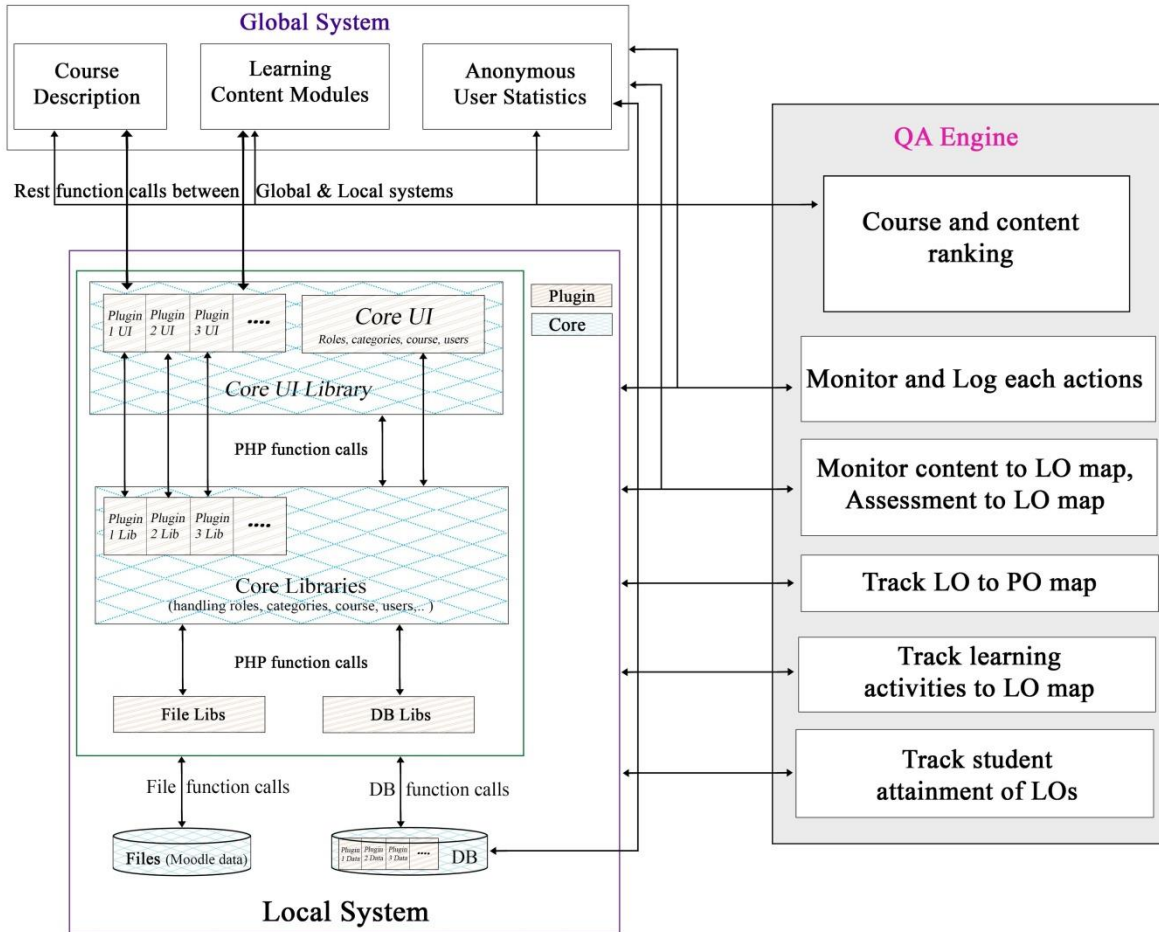 Global System
Course
Description
Learning
Content Modules
Anonymous
User Statistics
Rest function calls between Global & Local systems
QA Engine
Course and content
ranking
Monitor and Log each actions
Monitor content to LO map,
Assessment to LO map
Track LO to PO map
Track learning
activities to LO map
Track student
attainment of LOs
Plugin
Core
Plugin
1 UI
Plugin
2 UI
Plugin
3 UI
....
Core UI
Roles, categories, course, users
Core UI Library
PHP function calls
Plugin
1 Lib
Plugin
2 Lib
Plugin
3 Lib
....
Core Libraries
(handling roles, categories, course, users,.. )
PHP function calls
File Libs
DB Libs
File function calls
DB function calls
Files (Moodle data)
Plugin
1 Data
Plugin
2 Data
Plugin
3 Data
....
DB
Local System